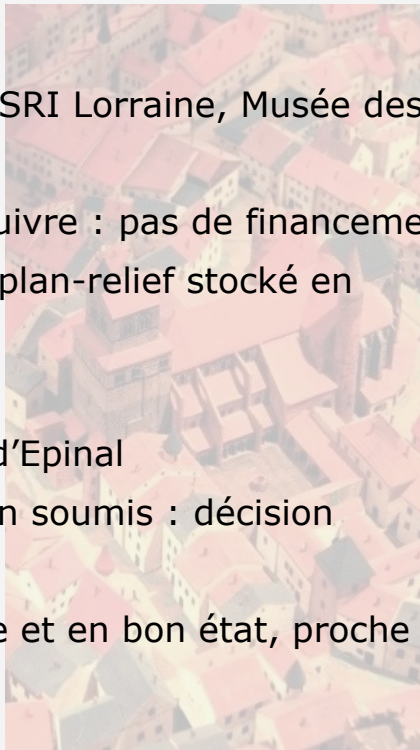 SRI Lorraine, Musée des
uivre : pas de financeme
plan-relief stocké en
d’Epinal
n soumis : décision
e et en bon état, proche